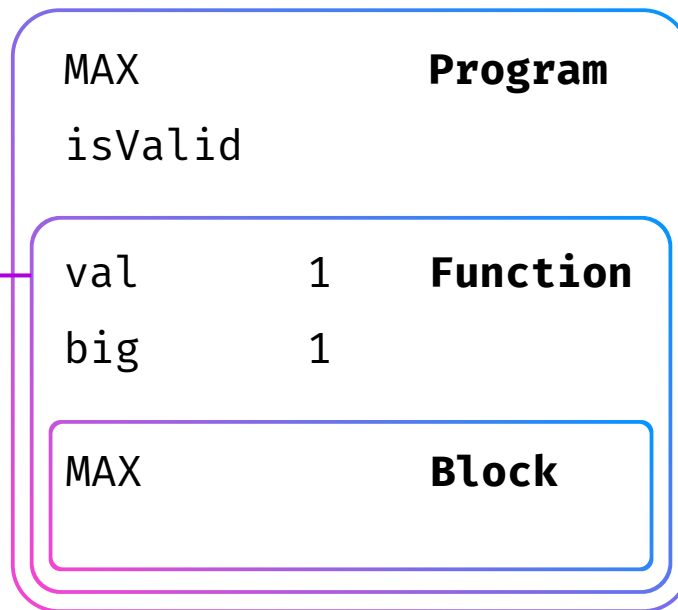 MAX Program
isValid
val 1 Function
big 1
MAX Block